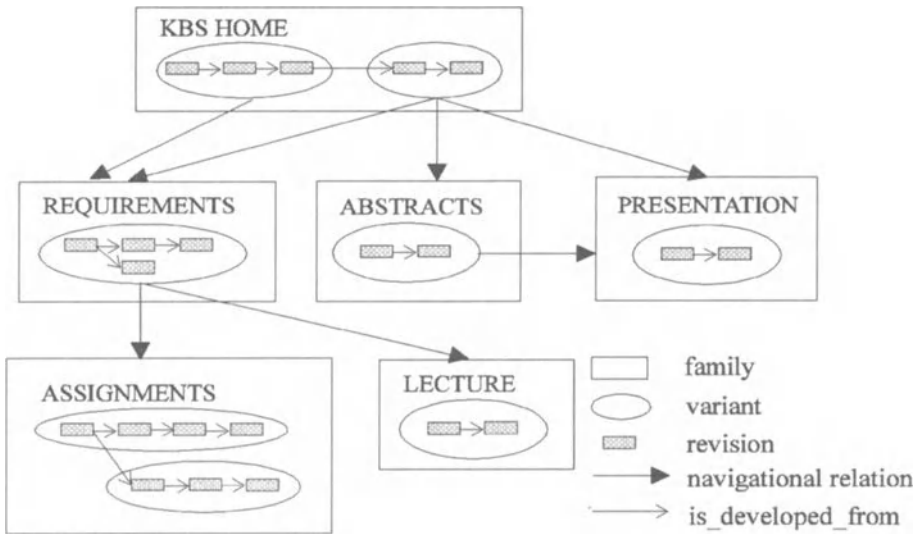 KBS HOME
REQUIREMENTS
ABSTRACTS
PRESENTATION
ASSIGNMENTS
LECTURE
family
variant
revision
navigational relation
is_developed_from